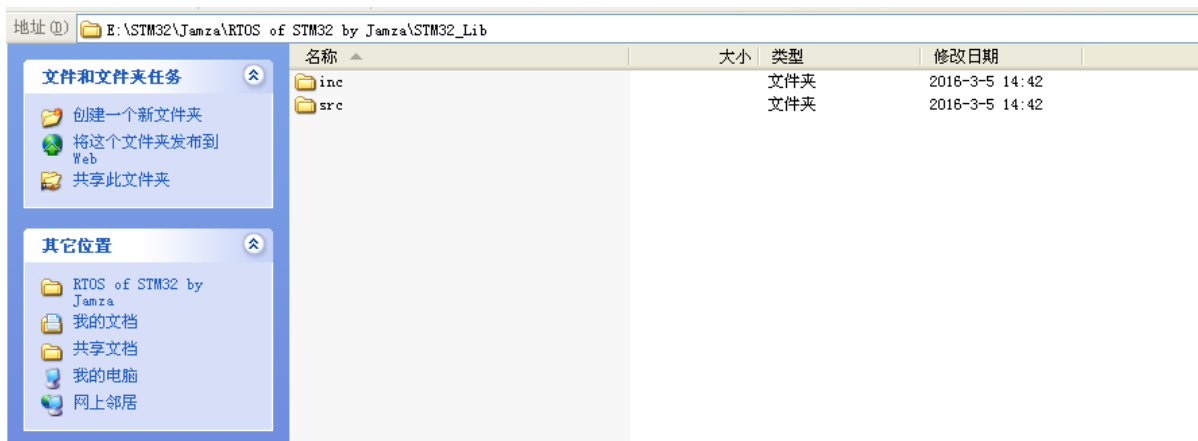 地址(D) E:\STM32\Jamza\RTOS of STM32 by Jamza\STM32_Lib
名称 大小 类型 修改日期
inc 文件夹 2016-3-5 14:42
src 文件夹 2016-3-5 14:42
文件和文件夹任务
创建一个新文件夹
将这个文件夹发布到
Web
共享此文件夹
其它位置
RTOS of STM32 by
Jamza
我的文档
共享文档
我的电脑
网上邻居